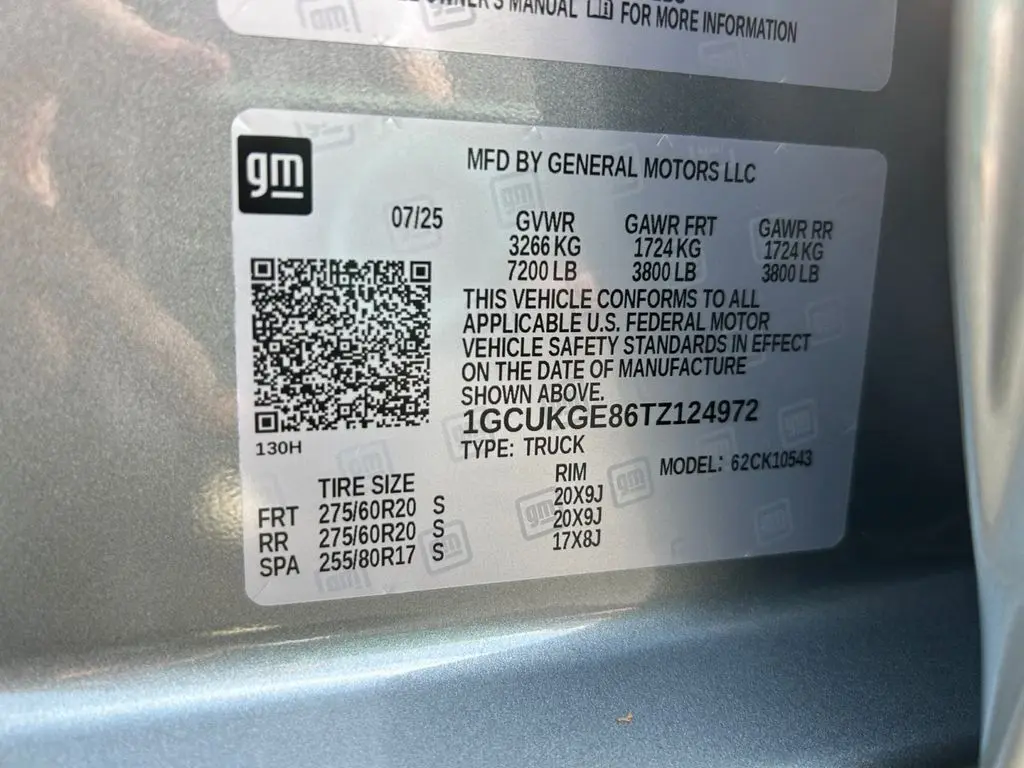 OWNER'S MANUAL FOR MORE INFORMATION
gm
MFD BY GENERAL MOTORS LLC
07/25
GVWR GAWR FRT GAWR RR
3266 KG 1724 KG 1724 KG
7200 LB 3800 LB 3800 LB
THIS VEHICLE CONFORMS TO ALL
APPLICABLE U.S. FEDERAL MOTOR
VEHICLE SAFETY STANDARDS IN EFFECT
ON THE DATE OF MANUFACTURE
SHOWN ABOVE.
1GCUKGE86TZ124972
130H
TYPE: TRUCK
MODEL: 62CK10543
TIRE SIZE RIM
FRT 275/60R20 S 20X9J
RR 275/60R20 S 20X9J
SPA 255/80R17 S 17X8J